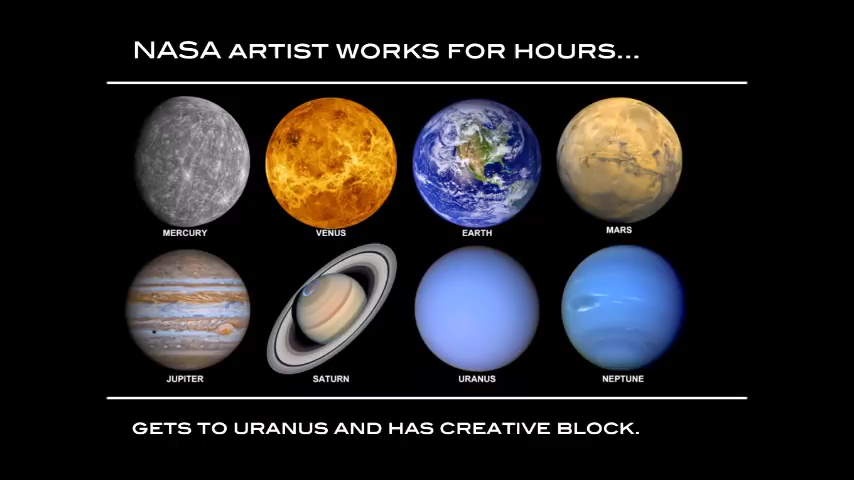 NASA ARTIST WORKS FOR HOURS...
MERCURY VENUS EARTH MARS
JUPITER SATURN URANUS NEPTUNE
GETS TO URANUS AND HAS CREATIVE BLOCK.